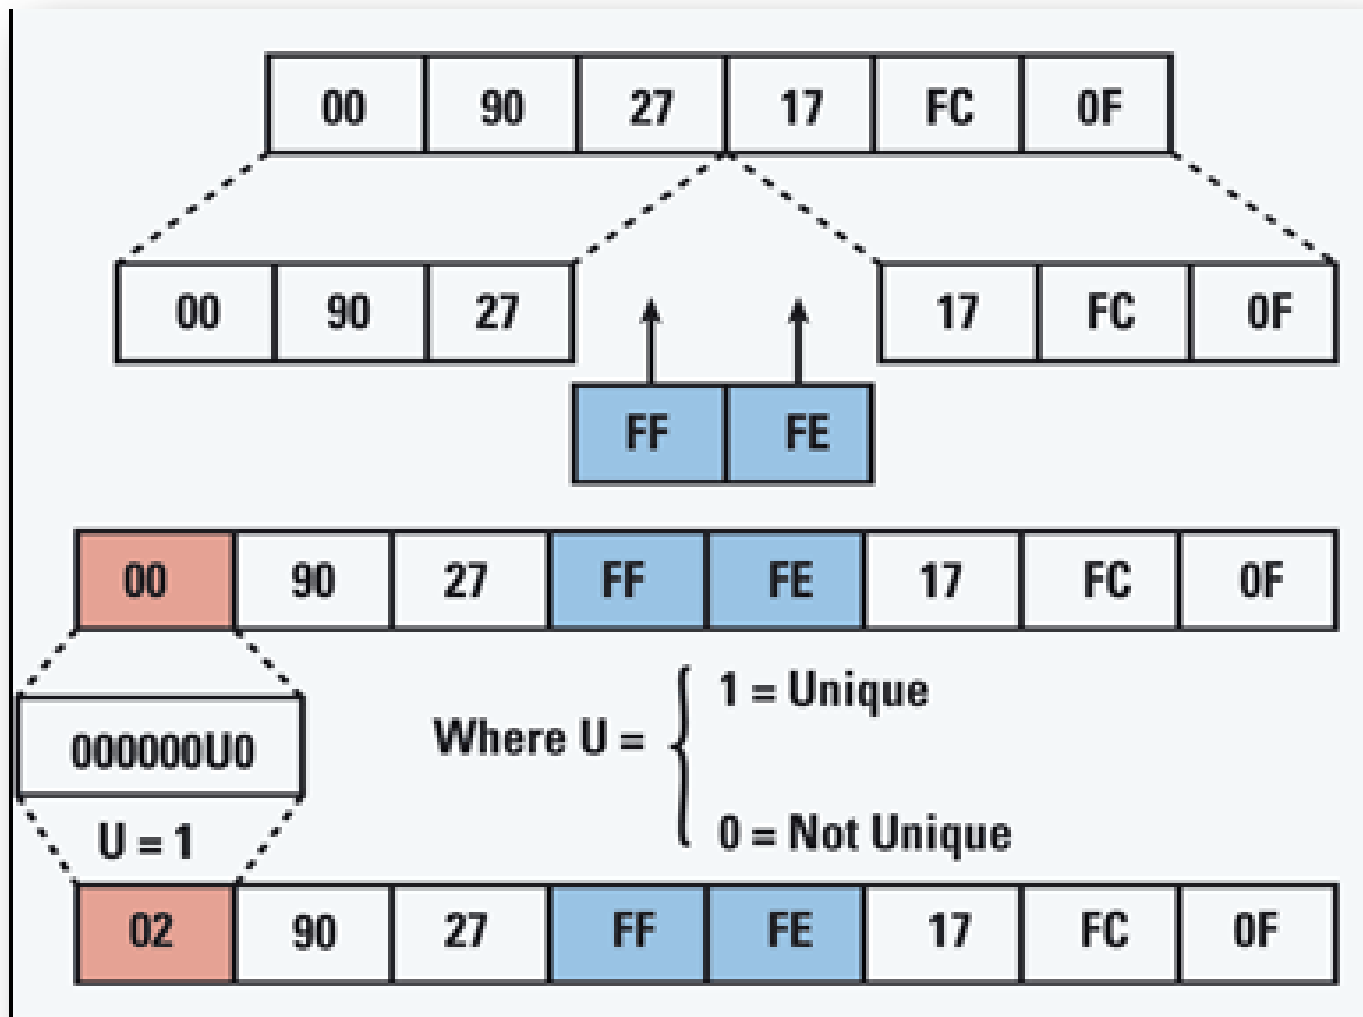 00 90 27 17 FC 0F
00 90 27 17 FC 0F
FF FE
00 90 27 FF FE 17 FC 0F
1 = Unique
000000U0 Where U =
0 = Not Unique
U = 1
02 90 27 FF FE 17 FC 0F